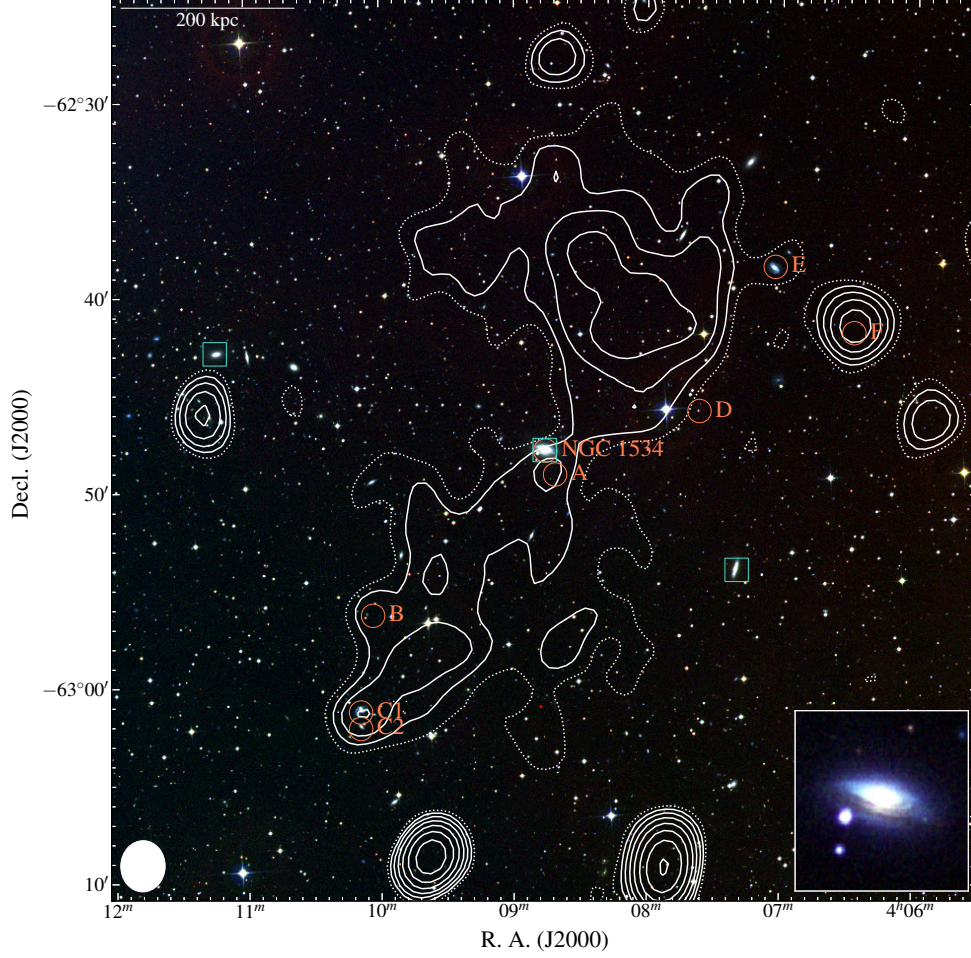 200 kpc
−62°30′
40′
50′
−63°00′
10′
E
F
D
NGC 1534
A
B
C1
C2
12ᵐ
11ᵐ
10ᵐ
09ᵐ
08ᵐ
07ᵐ
4ʰ06ᵐ
R. A. (J2000)
Decl. (J2000)